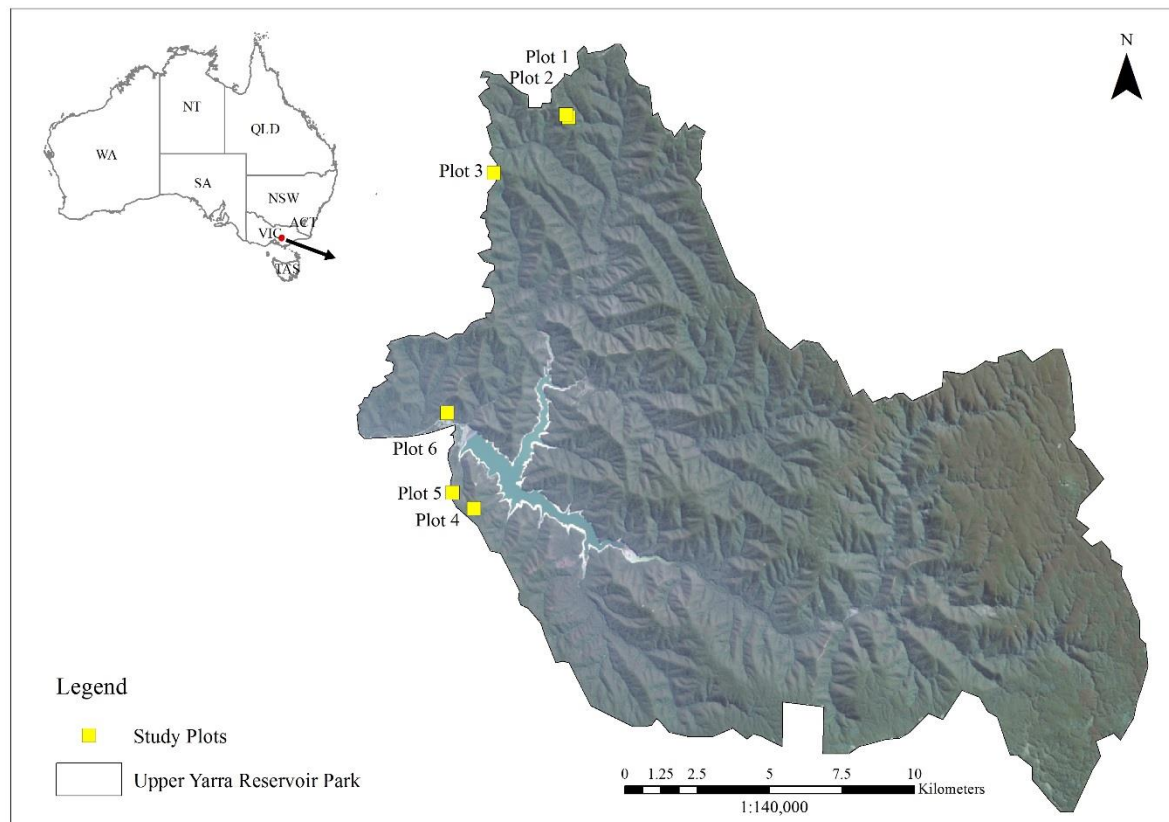 NT
QLD
WA
SA
NSW
ACT
VIC
TAS
N
Plot 1
Plot 2
Plot 3
Plot 6
Plot 5
Plot 4
Legend
Study Plots
Upper Yarra Reservoir Park
0 1.25 2.5 5 7.5 10
Kilometers
1:140,000